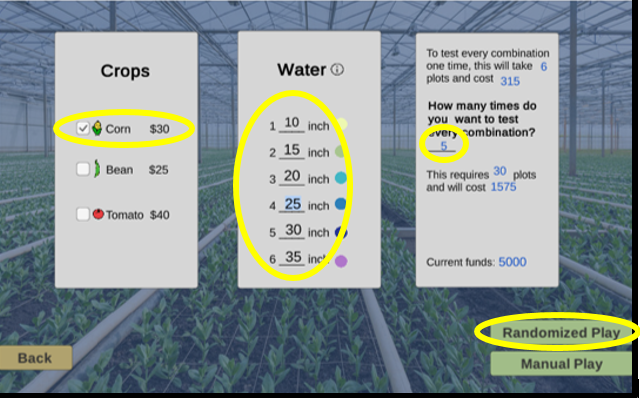 Crops
Corn $30
Bean $25
Tomato $40
Water
1 10 inch
2 15 inch
3 20 inch
4 25 inch
5 30 inch
6 35 inch
To test every combination
one time, this will take 6
plots and cost 315
How many times do
you want to test
every combination?
5
This requires 30 plots
and will cost 1575
Current funds: 5000
Randomized Play
Back
Manual Play